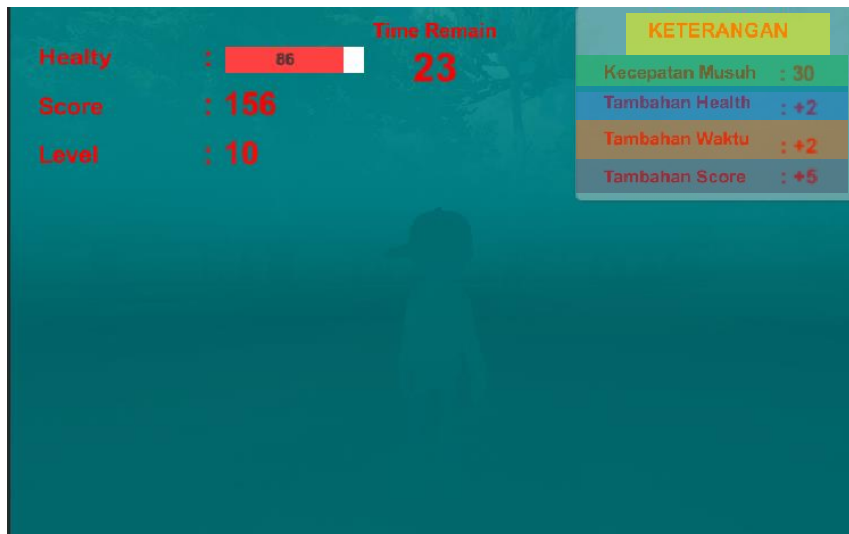 Time Remain
23
Healty : 86
Score : 156
Level : 10
KETERANGAN
Kecepatan Musuh : 30
Tambahan Health : +2
Tambahan Waktu : +2
Tambahan Score : +5